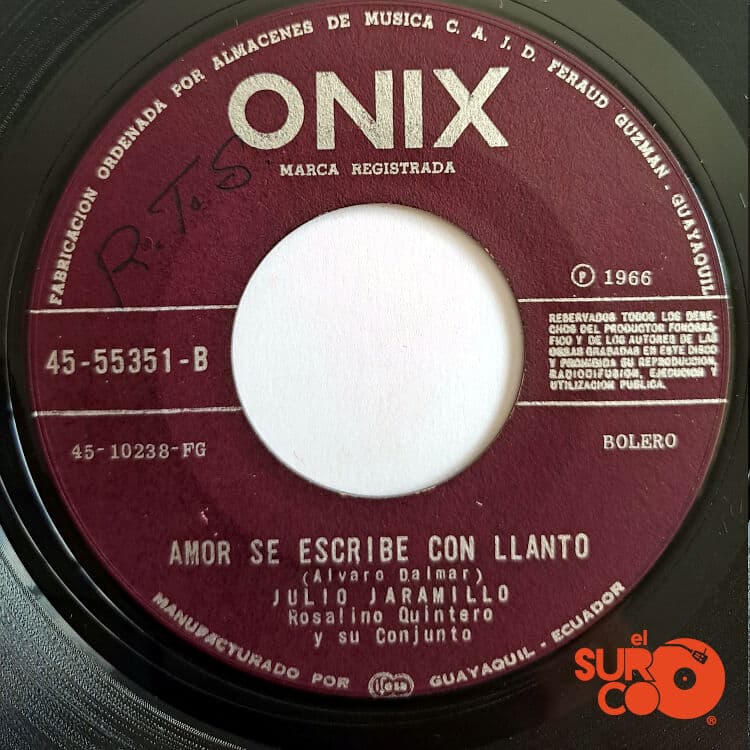 FABRICACION ORDENADA POR ALMACENES DE MUSICA C. A. J. D. FERAUD GUZMAN - GUAYAQUIL
ONIX
MARCA REGISTRADA
R.T.S.
℗ 1966
45-55351-B
RESERVADOS TODOS LOS DERE-
CHOS DEL PRODUCTOR FONOGRA-
FICO Y DE LOS AUTORES DE LAS
OBRAS GRABADAS EN ESTE DISCO
Y PROHIBIDA SU REPRODUCCION,
RADIODIFUSION, EJECUCION Y
UTILIZACION PUBLICA.
45-10238-FG
BOLERO
AMOR SE ESCRIBE CON LLANTO
(Alvaro Dalmar)
JULIO JARAMILLO
Rosalino Quintero
y su Conjunto
MANUFACTURADO POR GUAYAQUIL - ECUADOR
el
SUR
CO
®